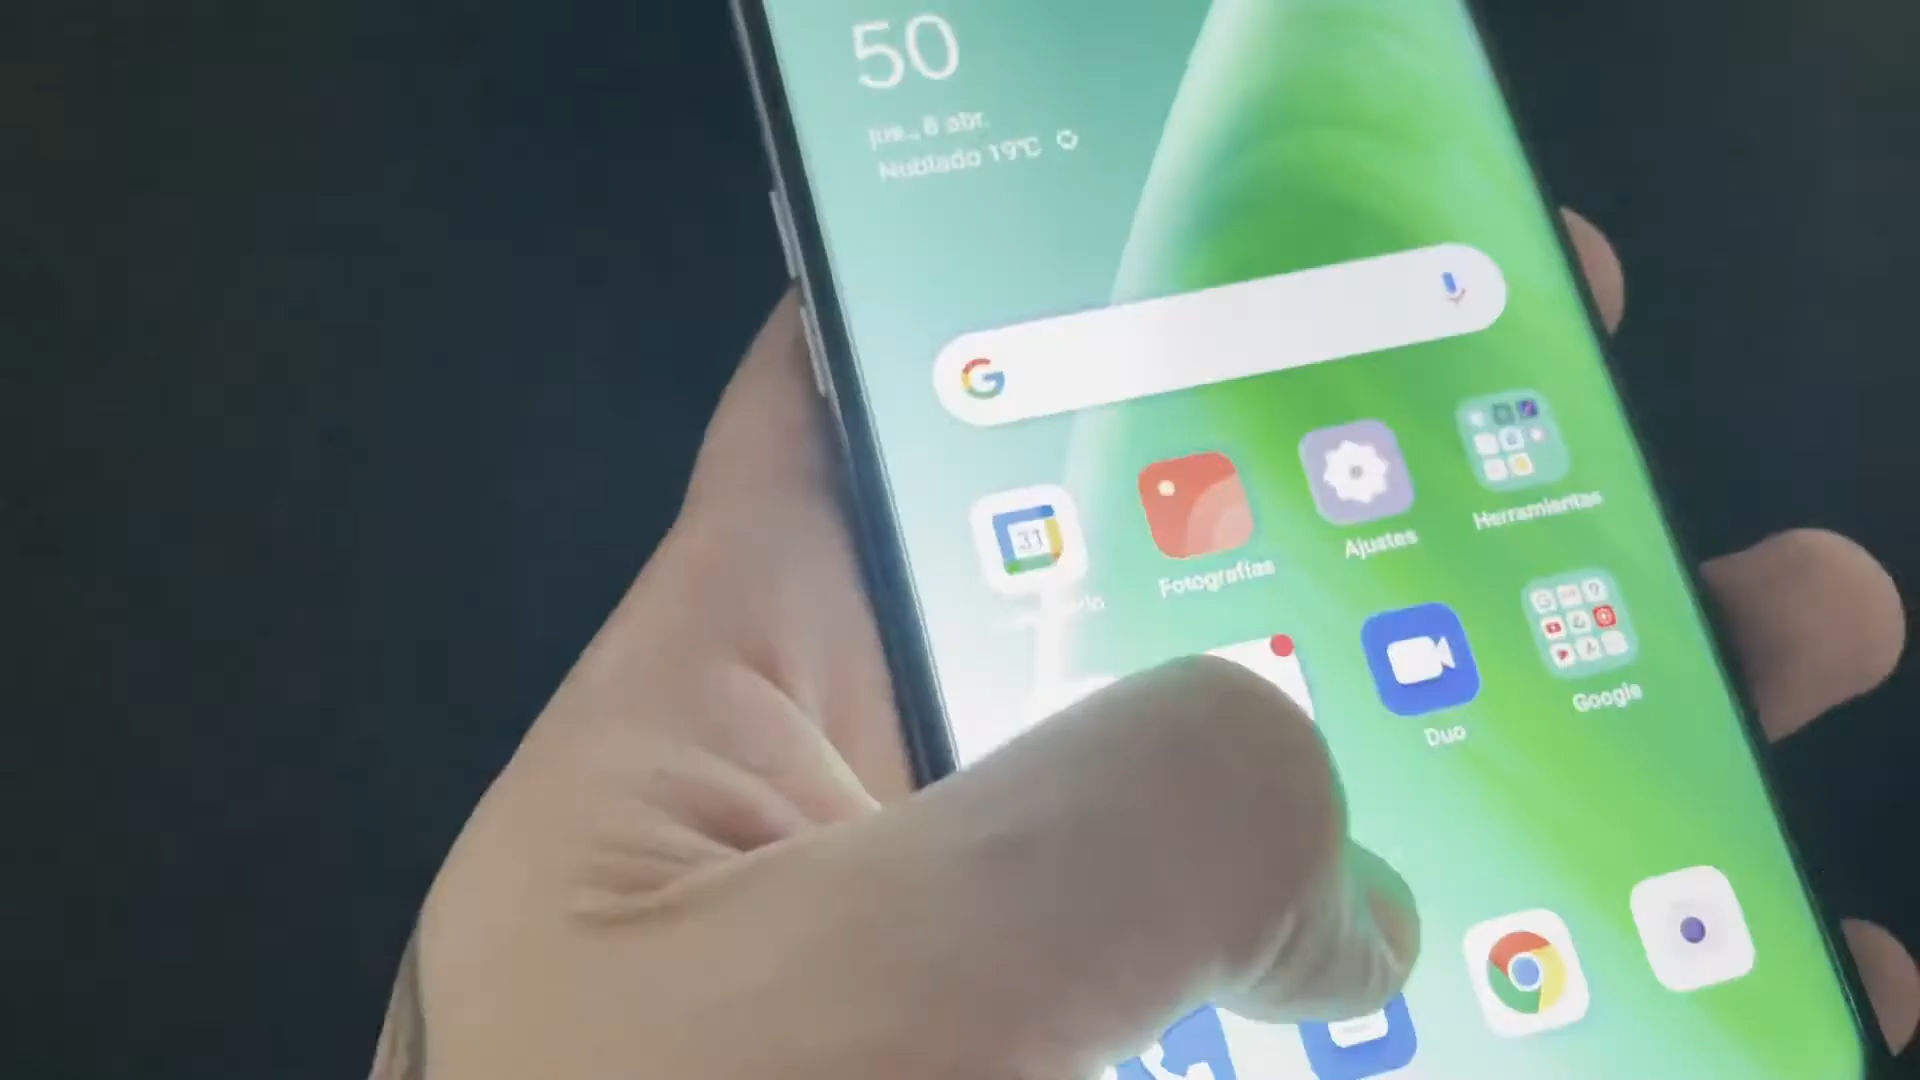 50
jue., 8 abr.
Nublado 19°C
G
31
Fotografías
Ajustes
Herramientas
Duo
Google